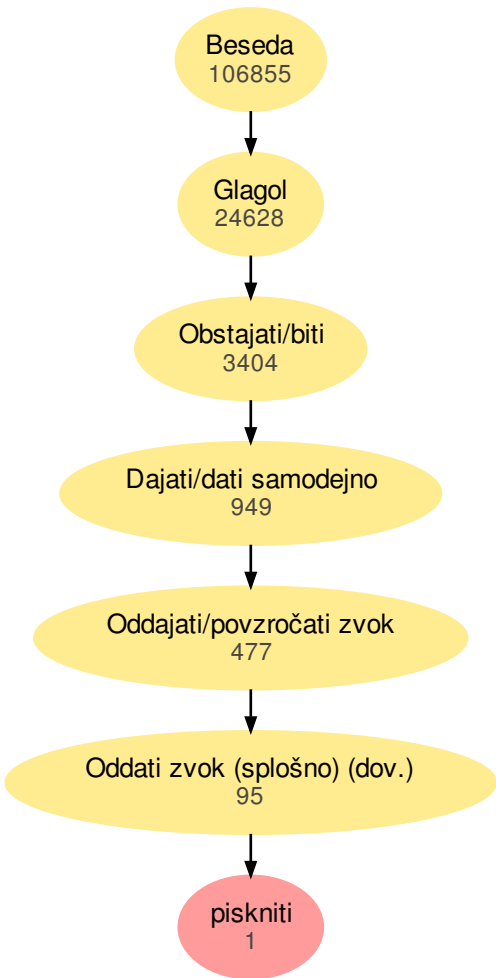 Beseda
106855
Glagol
24628
Obstajati/biti
3404
Dajati/dati samodejno
949
Oddajati/povzročati zvok
477
Oddati zvok (splošno) (dov.)
95
piskniti
1